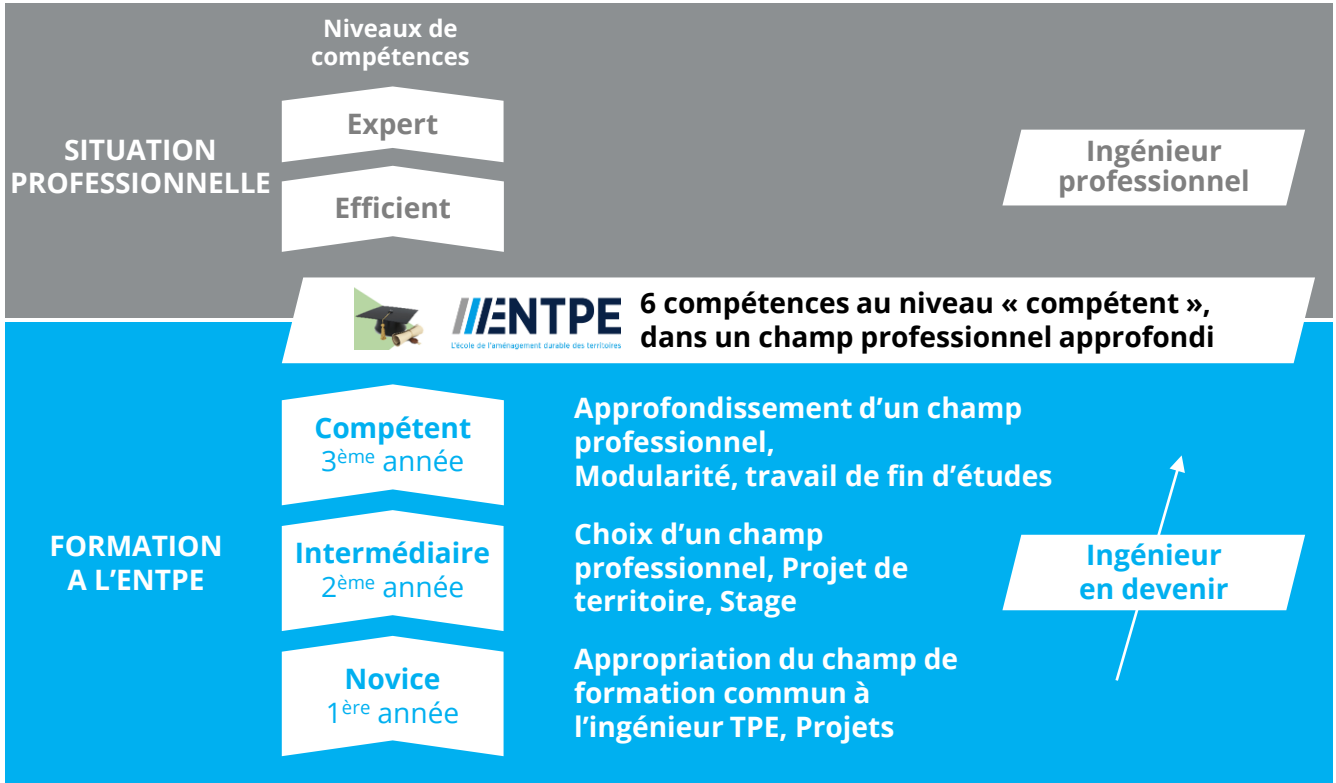 Niveaux de
compétences
Expert
SITUATION
PROFESSIONNELLE
Efficient
Ingénieur
professionnel
ENTPE
L'école de l'aménagement durable des territoires
6 compétences au niveau « compétent »,
dans un champ professionnel approfondi
Compétent
3ème année
Approfondissement d’un champ
professionnel,
Modularité, travail de fin d’études
FORMATION
A L’ENTPE
Intermédiaire
2ème année
Choix d’un champ
professionnel, Projet de
territoire, Stage
Ingénieur
en devenir
Novice
1ère année
Appropriation du champ de
formation commun à
l’ingénieur TPE, Projets